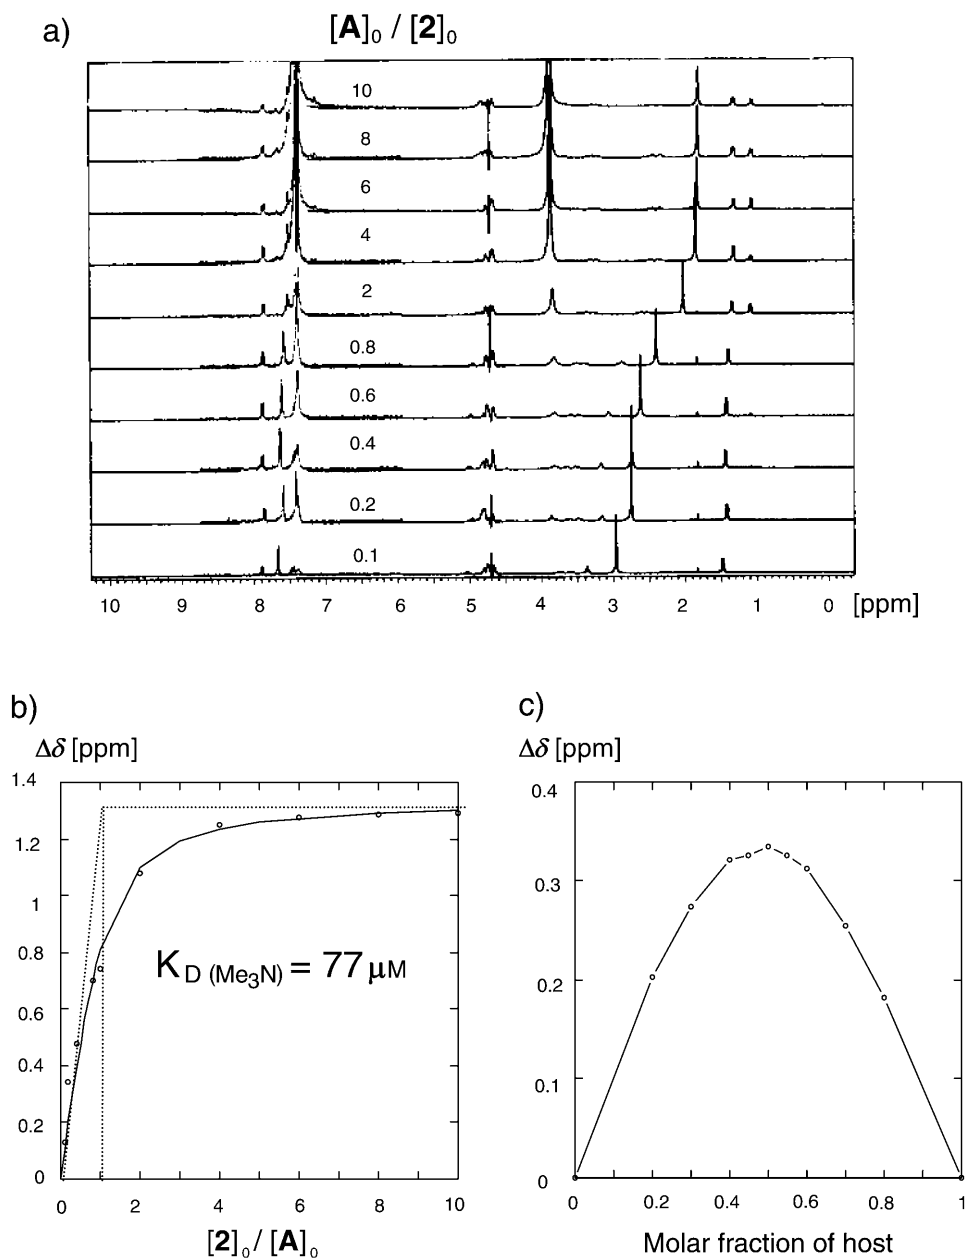 a)
[A]₀ / [2]₀
10
8
6
4
2
0.8
0.6
0.4
0.2
0.1
10 9 8 7 6 5 4 3 2 1 0 [ppm]
b)
Δδ [ppm]
1.4
1.2
1
0.8
0.6
0.4
0.2
0
K D (Me₃N) = 77 μM
0 2 4 6 8 10
[2]₀ / [A]₀
c)
Δδ [ppm]
0.4
0.3
0.2
0.1
0
0 0.2 0.4 0.6 0.8 1
Molar fraction of host